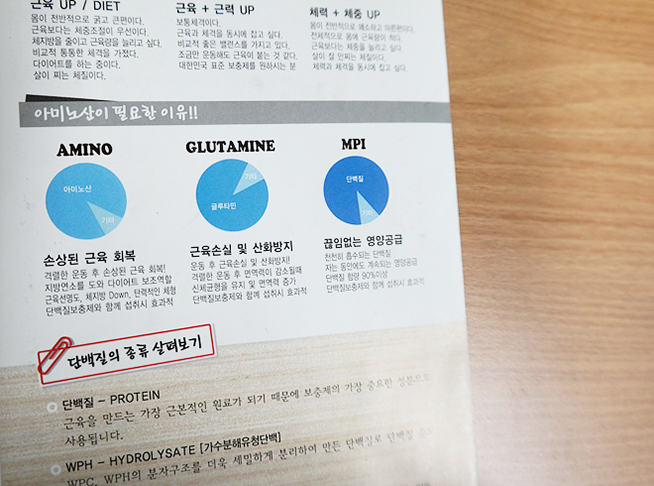 근육 UP / DIET
몸이 전반적으로 굵고 큰편이다.
근육보다는 체중조절이 우선이다.
체지방을 줄이고 근육량을 늘리고 싶다.
비교적 통통한 체격을 가졌다.
다이어트를 하는 중이다.
살이 찌는 체질이다.
근육 + 근력 UP
보통체격이다.
근육과 체격을 동시에 잡고 싶다.
비교적 좋은 밸런스를 가지고 있다.
조금만 운동해도 근육이 붙는 것 같다.
대한민국 표준 보충제를 원하시는 분
체력 + 체중 UP
몸이 전반적으로 왜소하고 마른편이다.
전체적으로 몸에 근육량이 적다.
근육보다는 체중을 늘리고 싶다.
살이 잘 안찌는 체질이다.
체력과 체격을 동시에 잡고 싶다.
아미노산이 필요한 이유!!
AMINO
아미노산
기타
손상된 근육 회복
격렬한 운동 후 손상된 근육 회복!
지방연소를 도와 다이어트 보조역할
근육선명도, 체지방 Down, 탄력적인 체형
단백질보충제와 함께 섭취시 효과적
GLUTAMINE
기타
글루타민
근육손실 및 산화방지
운동 후 근육손실 및 산화방지!
격렬한 운동 후 면역력이 감소될때
신체균형을 유지 및 면역력 증가
단백질보충제와 함께 섭취시 효과적
MPI
단백질
기타
끊임없는 영양공급
천천히 흡수되는 단백질
자는 동안에도 계속되는 영양공급
단백질 함량 90%이상
단백질보충제와 함께 섭취시 효과적
단백질의 종류 살펴보기
단백질 - PROTEIN
근육을 만드는 가장 근본적인 원료가 되기 때문에 보충제의 가장 중요한 성분으로
사용됩니다.
WPH - HYDROLYSATE [가수분해유청단백]
WPC, WPH의 분자구조를 더욱 세밀하게 분리하여 만든 단백질로 단백질